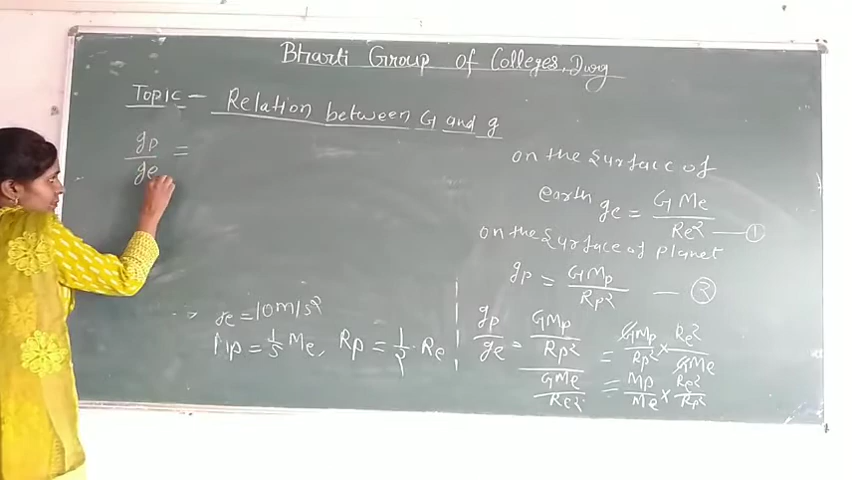 Bharti Group of Colleges, Durg
Topic - Relation between G and g
gp/ge =
on the Surface of
earth ge = GMe/Re² — ①
on the Surface of planet
gp = GMp/Rp² — ②
ge = 10m/s²
Mp = 1/5 Me, Rp = 1/2 · Re
gp/ge = (GMp/Rp²)/(GMe/Re²) = GMp/Rp² × Re²/GMe
= Mp/Me × Re²/Rp²